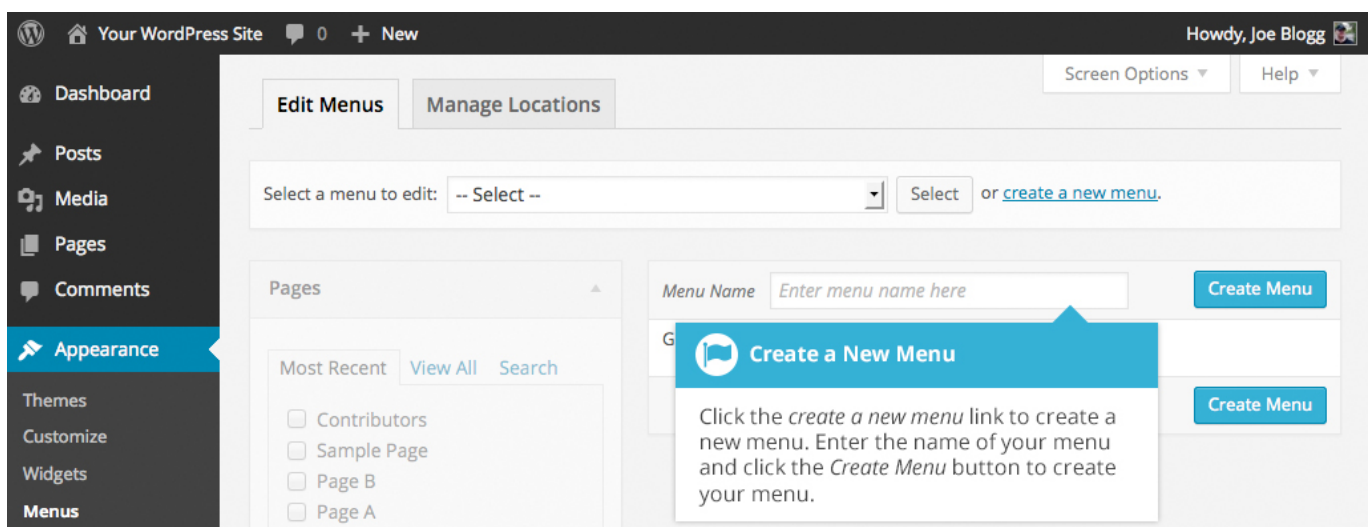 Your WordPress Site 0 + New Howdy, Joe Blogg
Screen Options Help
Dashboard
Posts
Media
Pages
Comments
Appearance
Themes
Customize
Widgets
Menus
Edit Menus Manage Locations
Select a menu to edit: -- Select -- Select or create a new menu.
Pages
Most Recent View All Search
Contributors
Sample Page
Page B
Page A
Menu Name Enter menu name here Create Menu
G
Create a New Menu
Click the create a new menu link to create a
new menu. Enter the name of your menu
and click the Create Menu button to create
your menu.
Create Menu